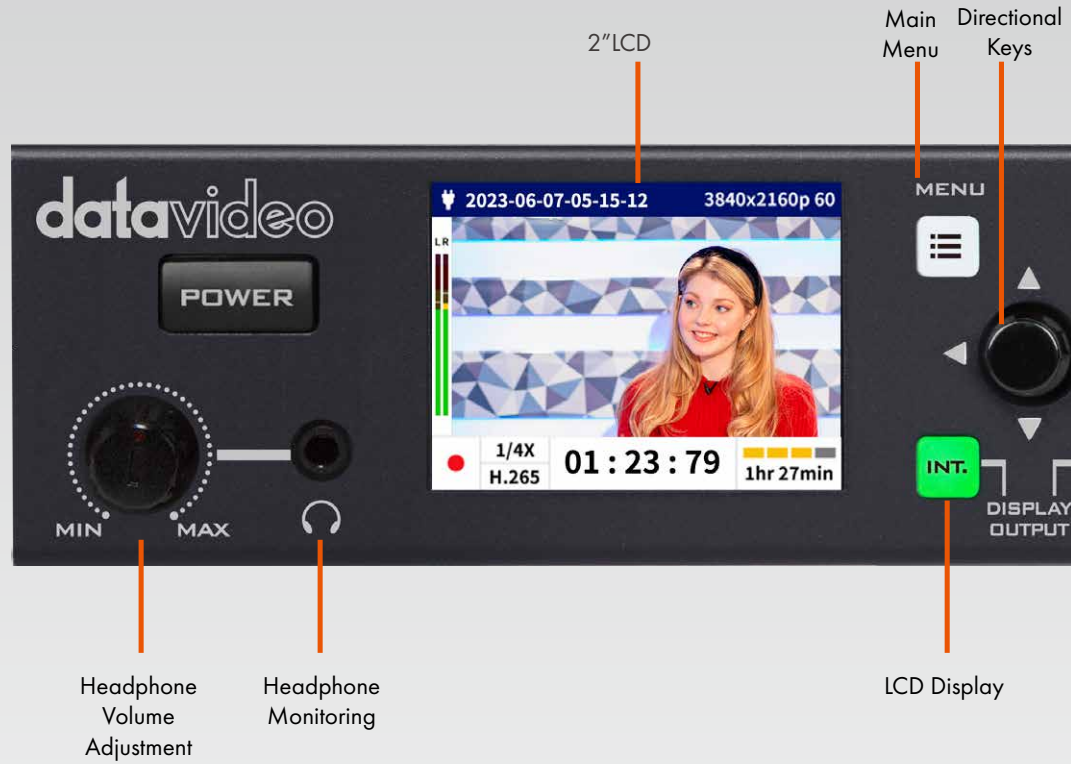 Main
Menu
Directional
Keys
2”LCD
datavideo
POWER
MIN
MAX
2023-06-07-05-15-12
3840x2160p 60
LR
1/4X
H.265
01 : 23 : 79
1hr 27min
MENU
INT.
DISPLAY
OUTPUT
Headphone
Volume
Adjustment
Headphone
Monitoring
LCD Display